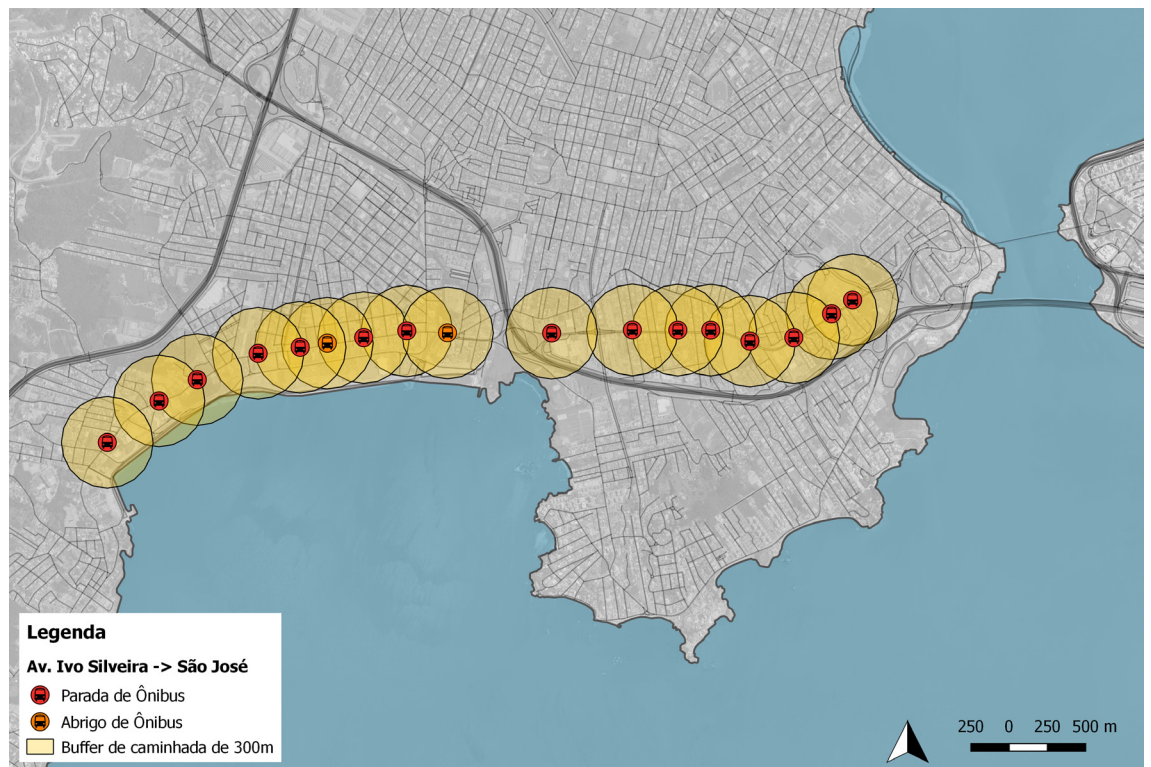 Legenda
Av. Ivo Silveira -> São José
Parada de Ônibus
Abrigo de Ônibus
Buffer de caminhada de 300m
250 0 250 500 m